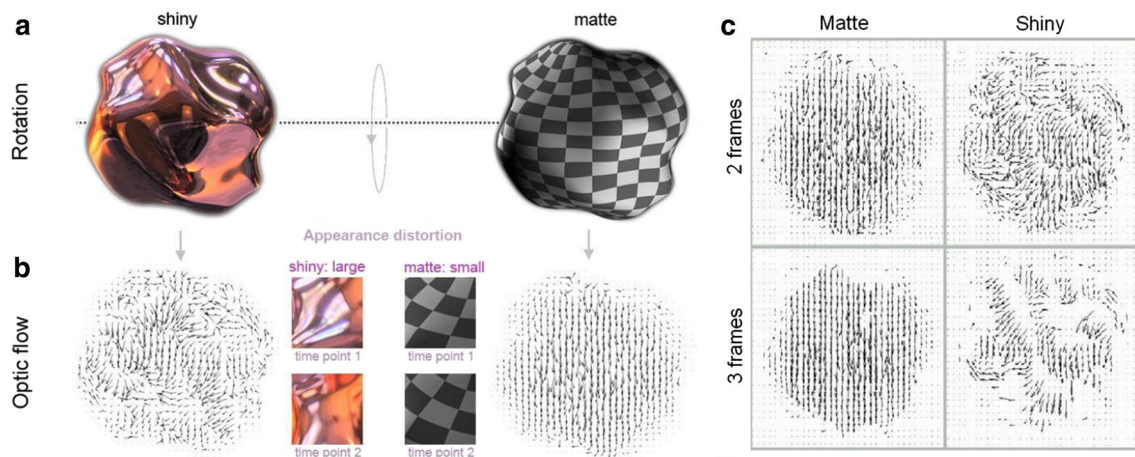 a
shiny
matte
Rotation
b
Appearance distortion
shiny: large
matte: small
time point 1
time point 1
time point 2
time point 2
Optic flow
c
Matte
Shiny
2 frames
3 frames